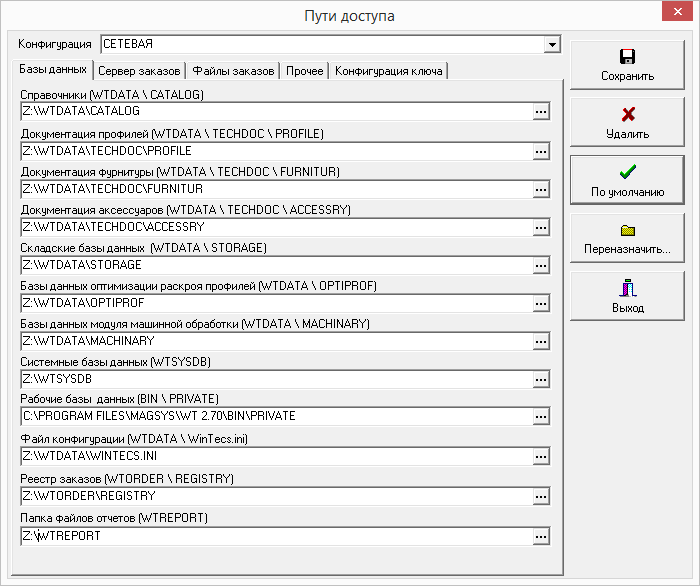 Пути доступа
Конфигурация СЕТЕВАЯ
Базы данных Сервер заказов Файлы заказов Прочее Конфигурация ключа
Справочники (WTDATA \ CATALOG)
Z:\WTDATA\CATALOG ...
Документация профилей (WTDATA \ TECHDOC \ PROFILE)
Z:\WTDATA\TECHDOC\PROFILE ...
Документация фурнитуры (WTDATA \ TECHDOC \ FURNITUR)
Z:\WTDATA\TECHDOC\FURNITUR ...
Документация аксессуаров (WTDATA \ TECHDOC \ ACCESSRY)
Z:\WTDATA\TECHDOC\ACCESSRY ...
Складские базы данных (WTDATA \ STORAGE)
Z:\WTDATA\STORAGE ...
Базы данных оптимизации раскроя профилей (WTDATA \ OPTIPROF)
Z:\WTDATA\OPTIPROF ...
Базы данных модуля машинной обработки (WTDATA \ MACHINARY)
Z:\WTDATA\MACHINARY ...
Системные базы данных (WTSYSDB)
Z:\WTSYSDB ...
Рабочие базы данных (BIN \ PRIVATE)
C:\PROGRAM FILES\MAGSYS\WT 2.70\BIN\PRIVATE ...
Файл конфигурации (WTDATA \ WinTecs.ini)
Z:\WTDATA\WINTECS.INI ...
Реестр заказов (WTORDER \ REGISTRY)
Z:\WTORDER\REGISTRY ...
Папка файлов отчетов (WTREPORT)
Z:\WTREPORT ...
Сохранить
Удалить
По умолчанию
Переназначить...
Выход